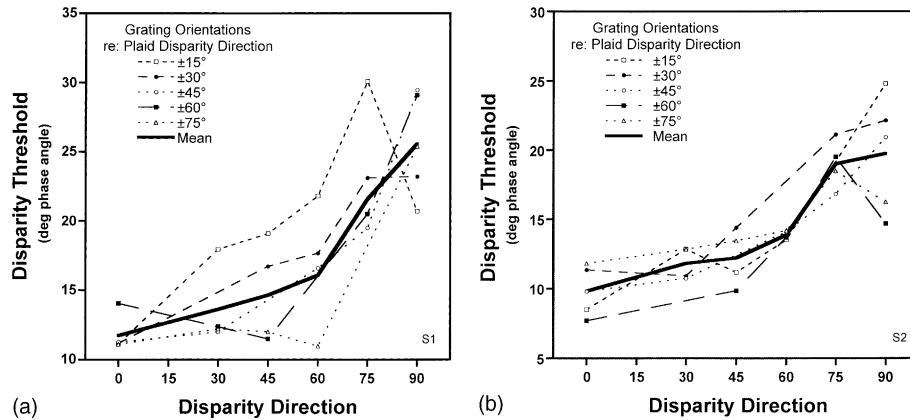 (a)
Disparity Threshold
(deg phase angle)
35
30
25
20
15
10
Grating Orientations
re: Plaid Disparity Direction
±15°
±30°
±45°
±60°
±75°
Mean
S1
0 15 30 45 60 75 90
Disparity Direction
(b)
Disparity Threshold
(deg phase angle)
30
25
20
15
10
5
Grating Orientations
re: Plaid Disparity Direction
±15°
±30°
±45°
±60°
±75°
Mean
S2
0 15 30 45 60 75 90
Disparity Direction